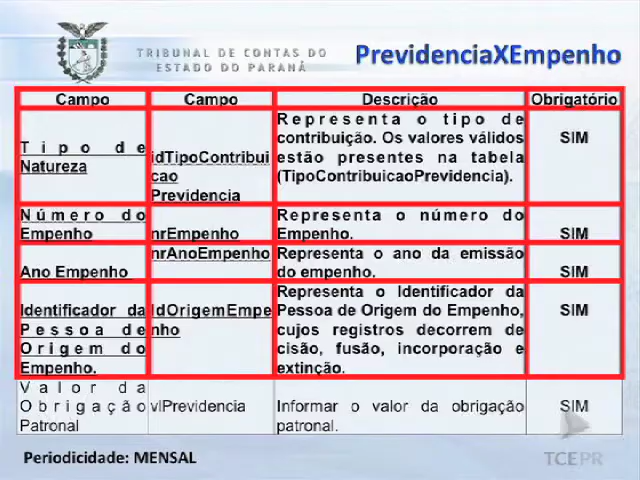 TRIBUNAL DE CONTAS DO
ESTADO DO PARANÁ
PrevidenciaXEmpenho
Campo Campo Descrição Obrigatório
Tipo de
Natureza
idTipoContribui
cao
Previdencia
Representa o tipo de
contribuição. Os valores válidos
estão presentes na tabela
(TipoContribuicaoPrevidencia).
SIM
Número do
Empenho
nrEmpenho
Representa o número do
Empenho.
SIM
Ano Empenho
nrAnoEmpenho
Representa o ano da emissão
do empenho.
SIM
Identificador da
Pessoa de
Origem do
Empenho.
IdOrigemEmpe
nho
Representa o Identificador da
Pessoa de Origem do Empenho,
cujos registros decorrem de
cisão, fusão, incorporação e
extinção.
SIM
Valor da
Obrigação
Patronal
vlPrevidencia
Informar o valor da obrigação
patronal.
SIM
Periodicidade: MENSAL
TCEPR